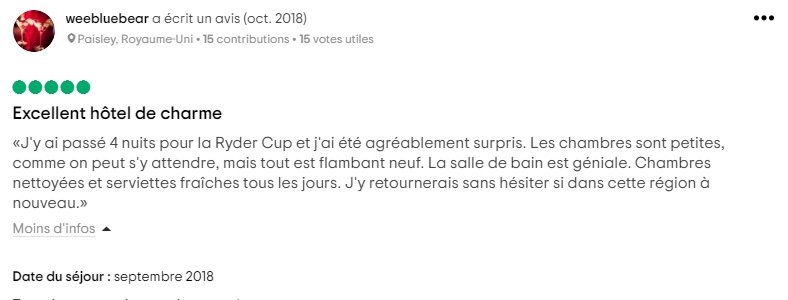 weebluebear a écrit un avis (oct. 2018)
Paisley, Royaume-Uni • 15 contributions • 15 votes utiles
Excellent hôtel de charme
«J'y ai passé 4 nuits pour la Ryder Cup et j'ai été agréablement surpris. Les chambres sont petites,
comme on peut s'y attendre, mais tout est flambant neuf. La salle de bain est géniale. Chambres
nettoyées et serviettes fraîches tous les jours. J'y retournerais sans hésiter si dans cette région à
nouveau.»
Moins d'infos
Date du séjour : septembre 2018